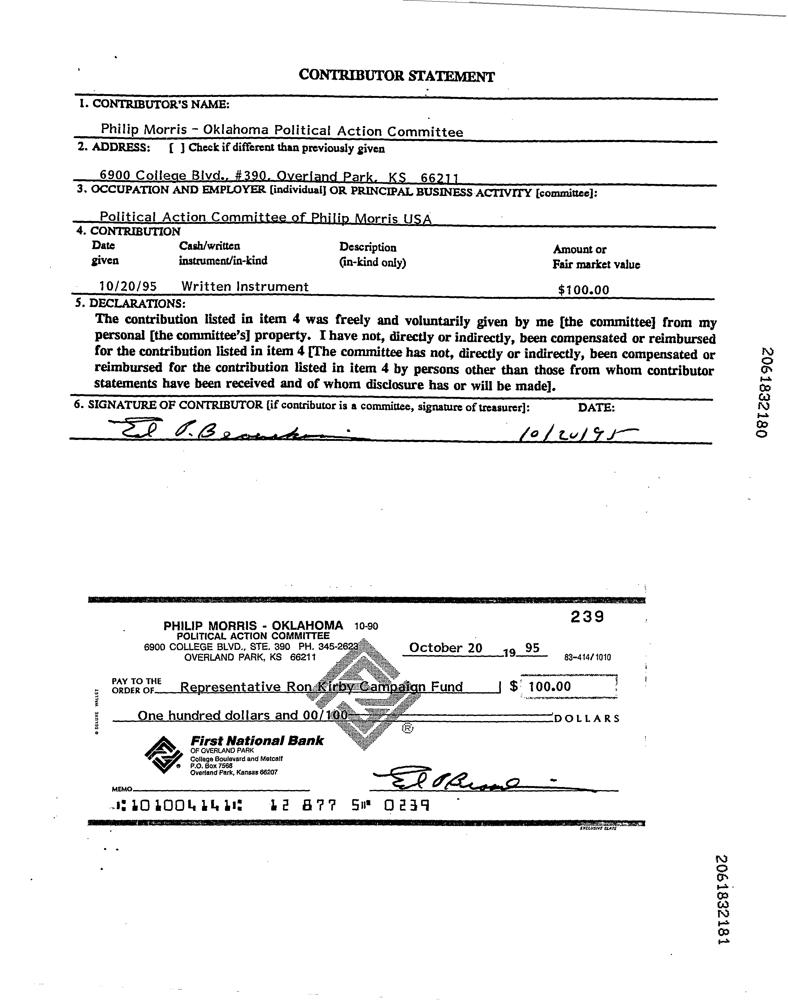 CONTRIBUTOR STATEMENT
1. CONTRIBUTOR'S NAME:
Philip Morris - Oklahoma Political Action Committee
2. ADDRESS: [ ] Check if different than previously given
6900 College Blvd., #390, Overland Park, KS 66211
3. OCCUPATION AND EMPLOYER [individual] OR PRINCIPAL BUSINESS ACTIVITY [committee]:
Political Action Committee of Philip Morris USA
4. CONTRIBUTION
Date Cash/written Description Amount or
given instrument/in-kind (in-kind only) Fair market value
10/20/95 Written Instrument $100.00
5. DECLARATIONS:
The contribution listed in item 4 was freely and voluntarily given by me [the committee] from my
personal [the committee's] property. I have not, directly or indirectly, been compensated or reimbursed
for the contribution listed in item 4 [The committee has not, directly or indirectly, been compensated or
reimbursed for the contribution listed in item 4 by persons other than those from whom contributor
statements have been received and of whom disclosure has or will be made].
6. SIGNATURE OF CONTRIBUTOR [if contributor is a committee, signature of treasurer]: DATE:
10/20/95
2061832180
239
PHILIP MORRIS - OKLAHOMA 10-90
POLITICAL ACTION COMMITTEE
6900 COLLEGE BLVD., STE. 390 PH. 345-2623
OVERLAND PARK, KS 66211
October 20 19 95
83-414/1010
PAY TO THE
ORDER OF Representative Ron Kirby Campaign Fund $ 100.00
One hundred dollars and 00/100 DOLLARS
® DELUXE WALLET
®
First National Bank
OF OVERLAND PARK
College Boulevard and Metcalf
P.O. Box 7568
Overland Park, Kansas 66207
MEMO
⑆101004141⑆ 12 877 5⑈ 0239
EXCLUSIVE SLATE
2061832181